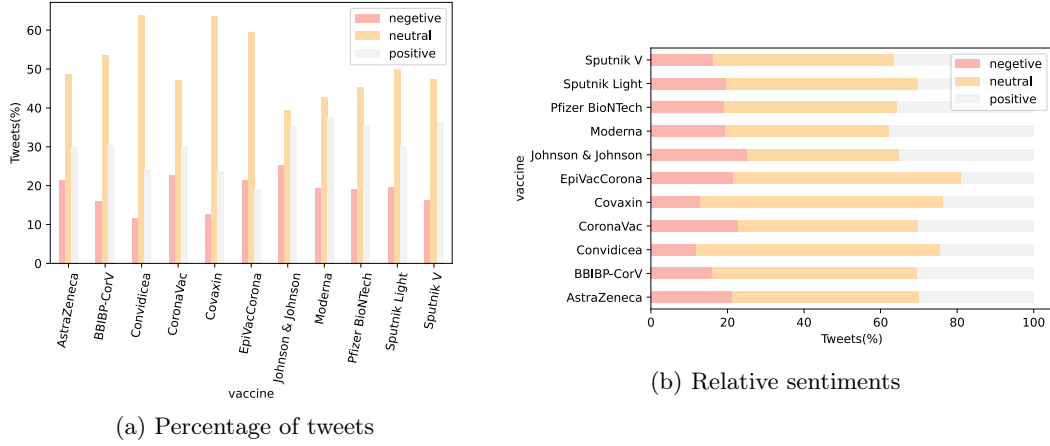 60
50
40
30
20
10
0
Tweets(%)
negetive
neutral
positive
AstraZeneca
BBIBP-CorV
Convidicea
CoronaVac
Covaxin
EpiVacCorona
Johnson & Johnson
Moderna
Pfizer BioNTech
Sputnik Light
Sputnik V
vaccine
(a) Percentage of tweets
vaccine
Sputnik V
Sputnik Light
Pfizer BioNTech
Moderna
Johnson & Johnson
EpiVacCorona
Covaxin
CoronaVac
Convidicea
BBIBP-CorV
AstraZeneca
negetive
neutral
positive
0 20 40 60 80 100
Tweets(%)
(b) Relative sentiments